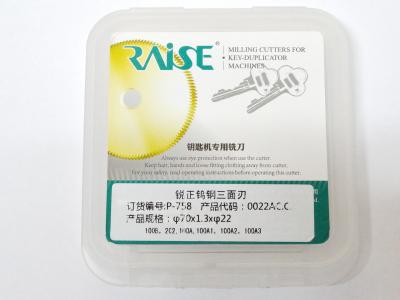 RAISE
MILLING CUTTERS FOR
KEY-DUPLICATOR
MACHINES
钥匙机专用铣刀
Always use eye protection when use the cutter.
Keep hair, hands and loose fitting clothing away from cutter.
For your safety, read operating instructions before operating this cutter.
锐正钨钢三面刃
订货编号:P-758 产品代码：0022AC.C.
产品规格：φ70x1.3xφ22
100B、2C2,100A,100A1、100A2、100A3